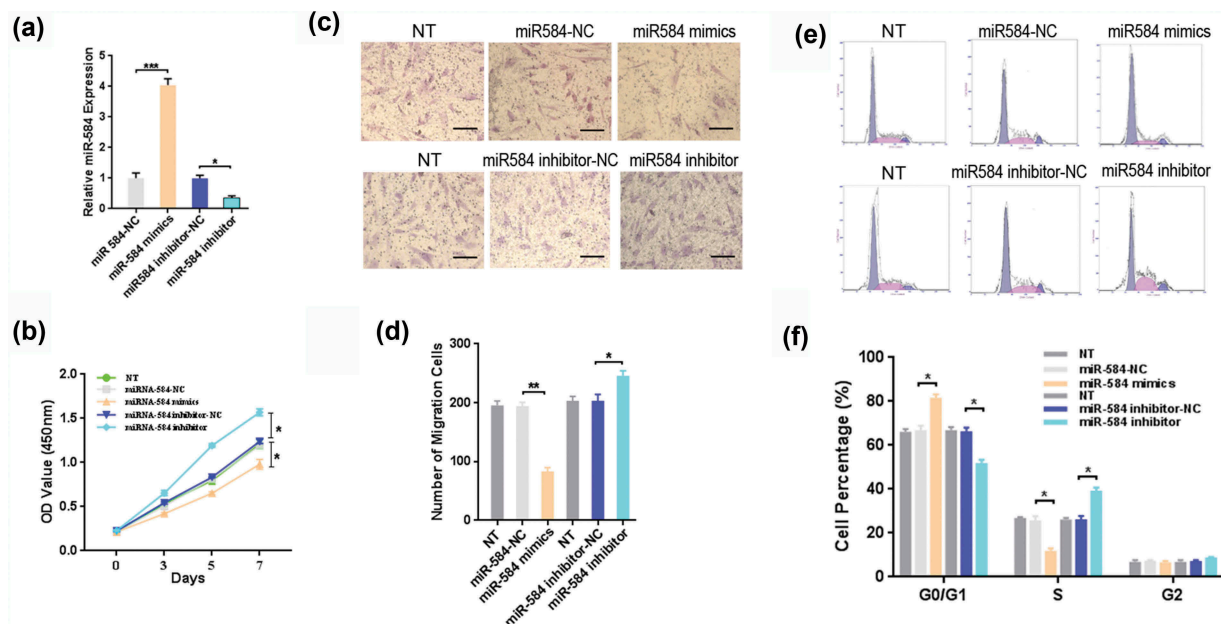 (a)
Relative miR-584 Expression
5
4
3
2
1
0
***
*
miR 584-NC
miR-584 mimics
miR584 inhibitor-NC
miR-584 inhibitor
(b)
OD Value (450nm)
2.0
1.5
1.0
0.5
0.0
NT
miRNA-584-NC
miRNA-584 mimics
miRNA-584 inhibitor-NC
miRNA-584 inhibitor
*
*
0 3 5 7
Days
(c)
NT miR584-NC miR584 mimics
NT miR584 inhibitor-NC miR584 inhibitor
(d)
Number of Migration Cells
300
200
100
0
**
*
NT
miR-584-NC
miR-584 mimics
NT
miR-584 inhibitor-NC
miR-584 inhibitor
(e)
NT miR584-NC miR584 mimics
NT miR584 inhibitor-NC miR584 inhibitor
(f)
Cell Percentage (%)
100
80
60
40
20
0
NT
miR-584-NC
miR-584 mimics
NT
miR-584 inhibitor-NC
miR-584 inhibitor
*
*
*
*
G0/G1 S G2